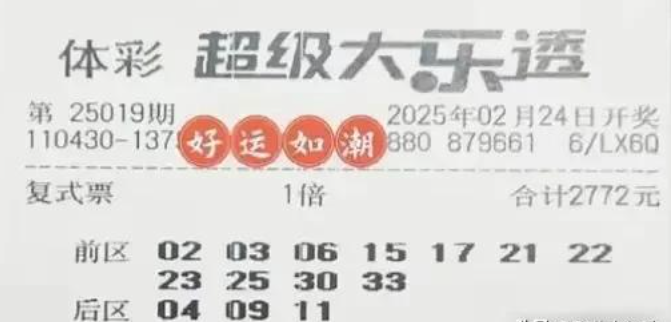 体彩 超级大乐透
第 25019期 2025年02月24日开奖
110430-137 好运如潮 880 879661 6/LX6Q
复式票 1倍 合计2772元
前区 02 03 06 15 17 21 22
23 25 30 33
后区 04 09 11